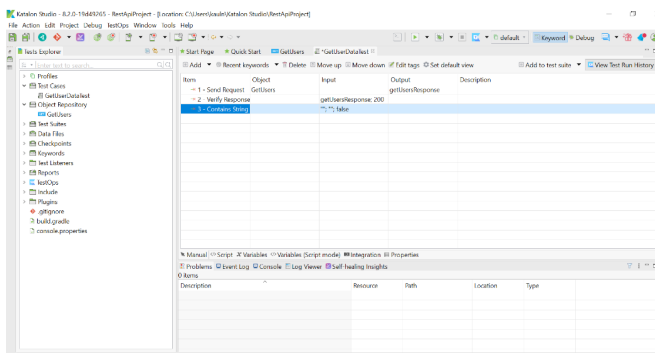 Katalon Studio - 8.2.0 - 19d49765 - RestApiProject - [Location: C:\Users\kauln\Katalon Studio\RestApiProject]
File Action Edit Project Debug TestOps Window Tools Help
default Keyword Debug
Tests Explorer
Start Page Quick Start GetUsers *GetUserDataTest
Enter text to search...
Add Recent keywords Delete Move up Move down Edit tags Set default view Add to test suite View Test Run History
Item Object Input Output Description
1 - Send Request GetUsers getUsersResponse
2 - Verify Response getUsersResponse; 200
3 - Contains String ""; ""; false
Profiles
Test Cases
GetUserDataTest
Object Repository
GetUsers
Test Suites
Data Files
Checkpoints
Keywords
Test Listeners
Reports
TestOps
Include
Plugins
.gitignore
build.gradle
console.properties
Manual Script Variables Variables (Script mode) Integration Properties
Problems Event Log Console Log Viewer Self-healing Insights
0 items
Description Resource Path Location Type